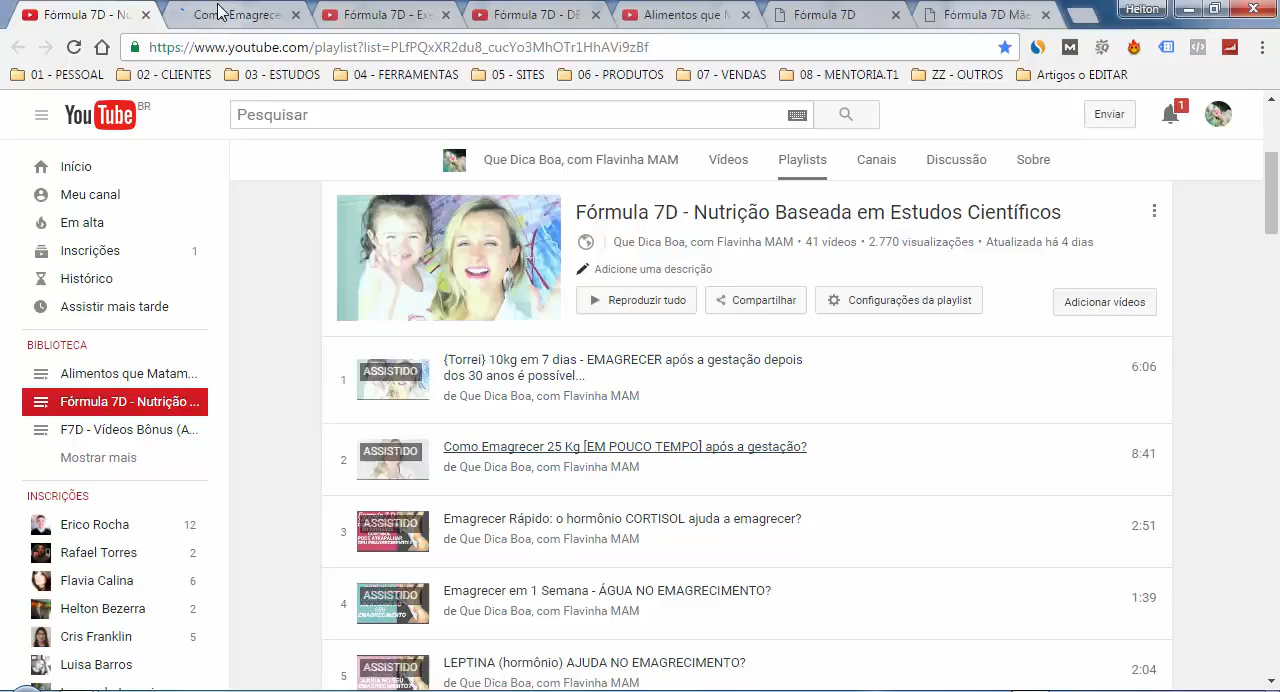 Fórmula 7D - Nu
Como Emagrece
Fórmula 7D - Ex
Fórmula 7D - DE
Alimentos que M
Fórmula 7D
Fórmula 7D Mãe
Helton
https://www.youtube.com/playlist?list=PLfPQxXR2du8_cucYo3MhOTr1HhAVi9zBf
01 - PESSOAL
02 - CLIENTES
03 - ESTUDOS
04 - FERRAMENTAS
05 - SITES
06 - PRODUTOS
07 - VENDAS
08 - MENTORIA.T1
ZZ - OUTROS
Artigos o EDITAR
YouTube BR
Pesquisar
Enviar
1
Que Dica Boa, com Flavinha MAM
Vídeos
Playlists
Canais
Discussão
Sobre
Início
Meu canal
Em alta
Inscrições 1
Histórico
Assistir mais tarde
BIBLIOTECA
Alimentos que Matam...
Fórmula 7D - Nutrição ...
F7D - Vídeos Bônus (A...
Mostrar mais
INSCRIÇÕES
Erico Rocha 12
Rafael Torres 2
Flavia Calina 6
Helton Bezerra 2
Cris Franklin 5
Luisa Barros
Fórmula 7D - Nutrição Baseada em Estudos Científicos
Que Dica Boa, com Flavinha MAM • 41 vídeos • 2.770 visualizações • Atualizada há 4 dias
Adicione uma descrição
Reproduzir tudo
Compartilhar
Configurações da playlist
Adicionar vídeos
1
ASSISTIDO
{Torrei} 10kg em 7 dias - EMAGRECER após a gestação depois
dos 30 anos é possível...
de Que Dica Boa, com Flavinha MAM
6:06
2
ASSISTIDO
Como Emagrecer 25 Kg [EM POUCO TEMPO] após a gestação?
de Que Dica Boa, com Flavinha MAM
8:41
3
ASSISTIDO
Emagrecer Rápido: o hormônio CORTISOL ajuda a emagrecer?
de Que Dica Boa, com Flavinha MAM
2:51
4
ASSISTIDO
Emagrecer em 1 Semana - ÁGUA NO EMAGRECIMENTO?
de Que Dica Boa, com Flavinha MAM
1:39
5
ASSISTIDO
LEPTINA (hormônio) AJUDA NO EMAGRECIMENTO?
de Que Dica Boa, com Flavinha MAM
2:04